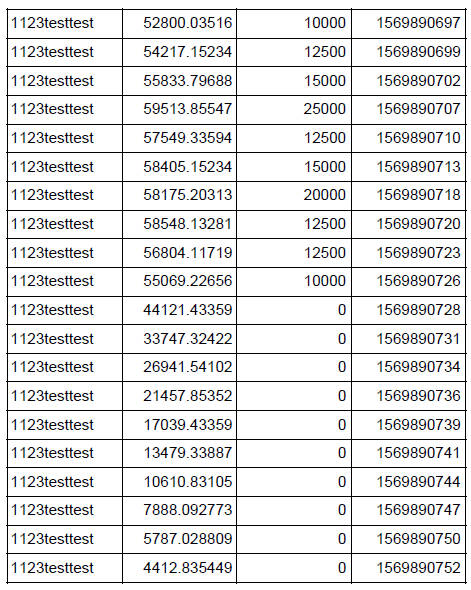 1123testtest 52800.03516 10000 1569890697
1123testtest 54217.15234 12500 1569890699
1123testtest 55833.79688 15000 1569890702
1123testtest 59513.85547 25000 1569890707
1123testtest 57549.33594 12500 1569890710
1123testtest 58405.15234 15000 1569890713
1123testtest 58175.20313 20000 1569890718
1123testtest 58548.13281 12500 1569890720
1123testtest 56804.11719 12500 1569890723
1123testtest 55069.22656 10000 1569890726
1123testtest 44121.43359 0 1569890728
1123testtest 33747.32422 0 1569890731
1123testtest 26941.54102 0 1569890734
1123testtest 21457.85352 0 1569890736
1123testtest 17039.43359 0 1569890739
1123testtest 13479.33887 0 1569890741
1123testtest 10610.83105 0 1569890744
1123testtest 7888.092773 0 1569890747
1123testtest 5787.028809 0 1569890750
1123testtest 4412.835449 0 1569890752